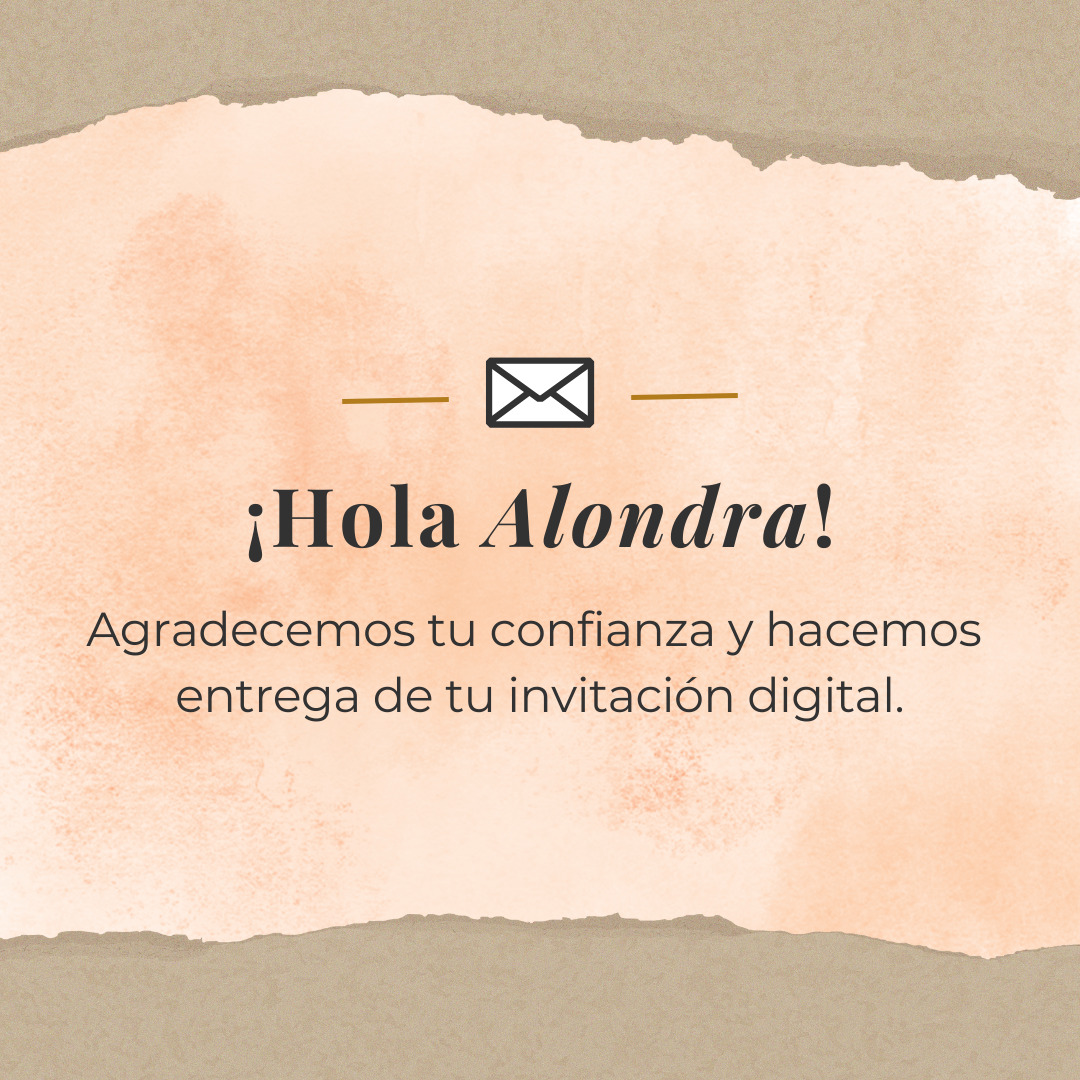 ¡Hola Alondra!
Agradecemos tu confianza y hacemos
entrega de tu invitación digital.